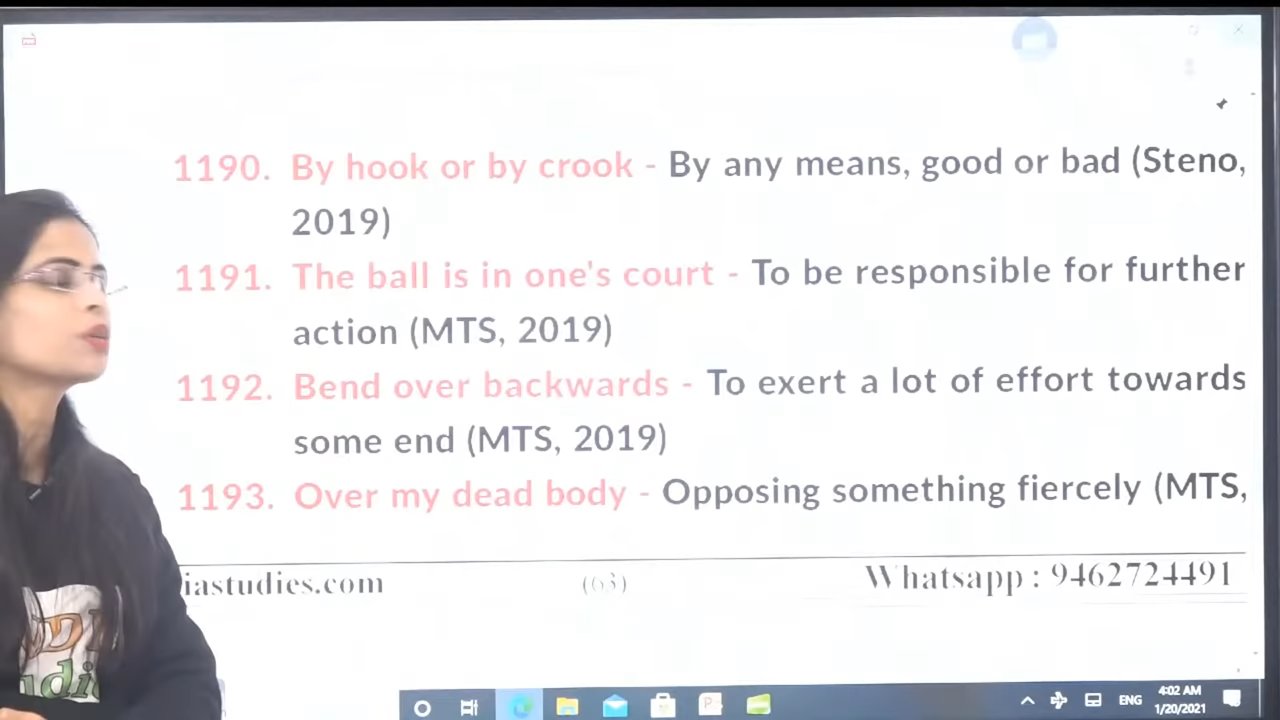 1190. By hook or by crook - By any means, good or bad (Steno,
2019)
1191. The ball is in one's court - To be responsible for further
action (MTS, 2019)
1192. Bend over backwards - To exert a lot of effort towards
some end (MTS, 2019)
1193. Over my dead body - Opposing something fiercely (MTS,
iastudies.com (63) Whatsapp : 9462724491
ENG
4:02 AM
1/20/2021